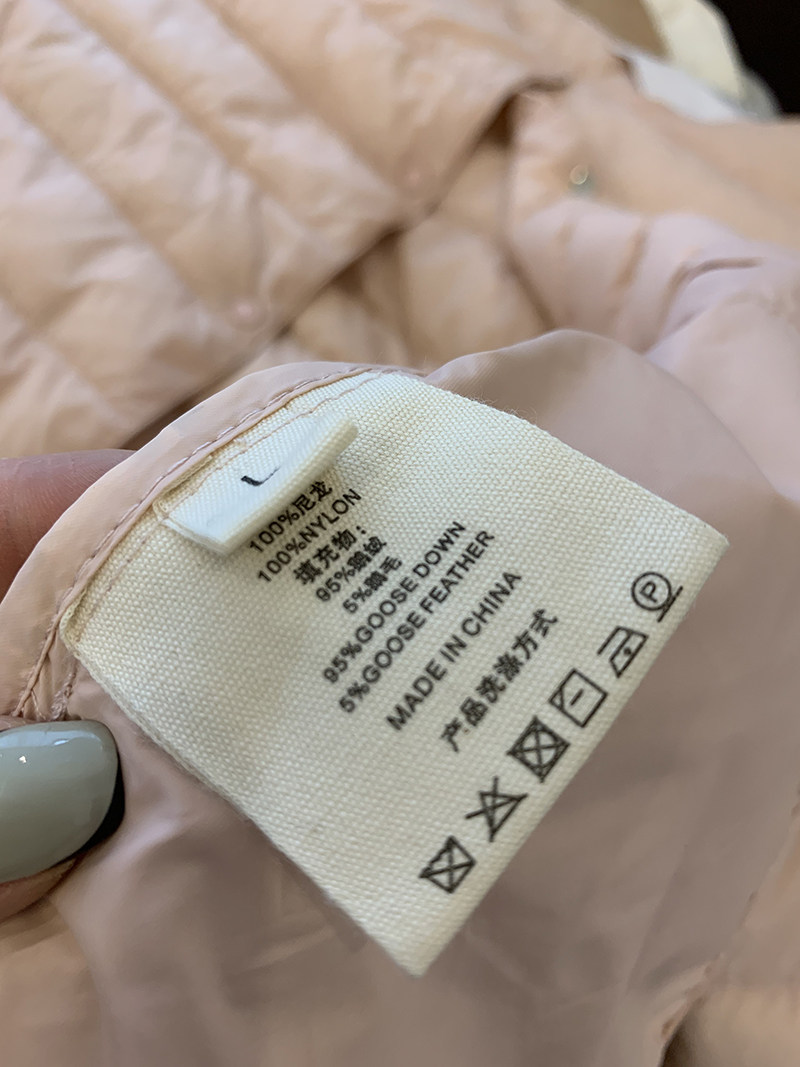 L
100%尼龙
100%NYLON
填充物：
95%鹅绒
5%鹅毛
95%GOOSE DOWN
5%GOOSE FEATHER
MADE IN CHINA
产品洗涤方式
P